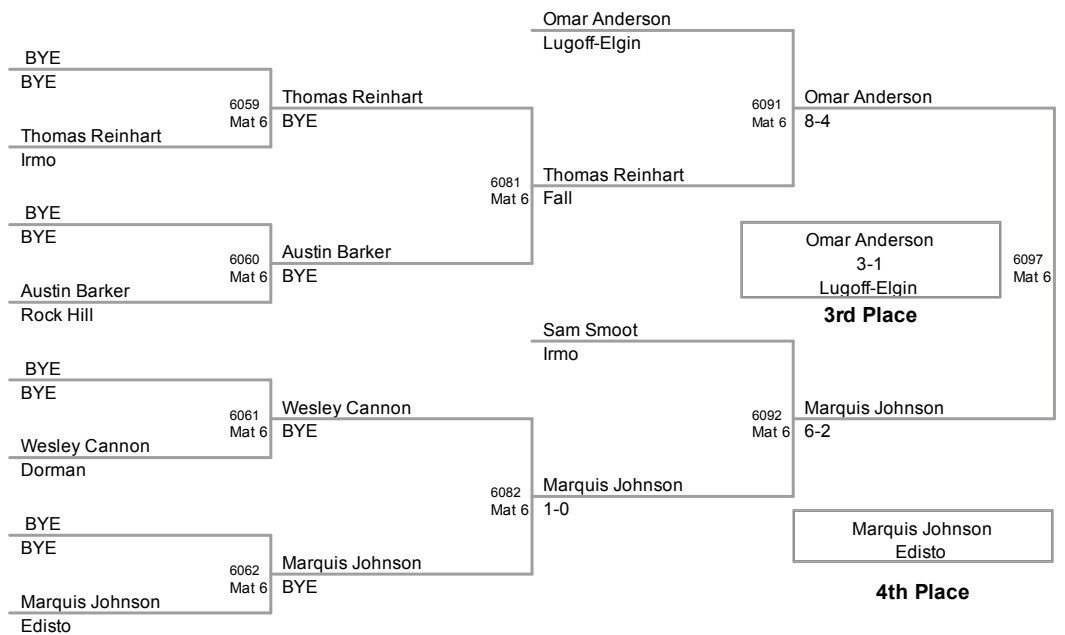 Omar Anderson
Lugoff-Elgin
BYE
BYE
6059
Mat 6
Thomas Reinhart
BYE
6091
Mat 6
Omar Anderson
8-4
Thomas Reinhart
Irmo
6081
Mat 6
Thomas Reinhart
Fall
BYE
BYE
6060
Mat 6
Austin Barker
BYE
Omar Anderson
3-1
Lugoff-Elgin
6097
Mat 6
3rd Place
Austin Barker
Rock Hill
Sam Smoot
Irmo
BYE
BYE
6061
Mat 6
Wesley Cannon
BYE
6092
Mat 6
Marquis Johnson
6-2
Wesley Cannon
Dorman
6082
Mat 6
Marquis Johnson
1-0
BYE
BYE
6062
Mat 6
Marquis Johnson
BYE
Marquis Johnson
Edisto
4th Place
Marquis Johnson
Edisto